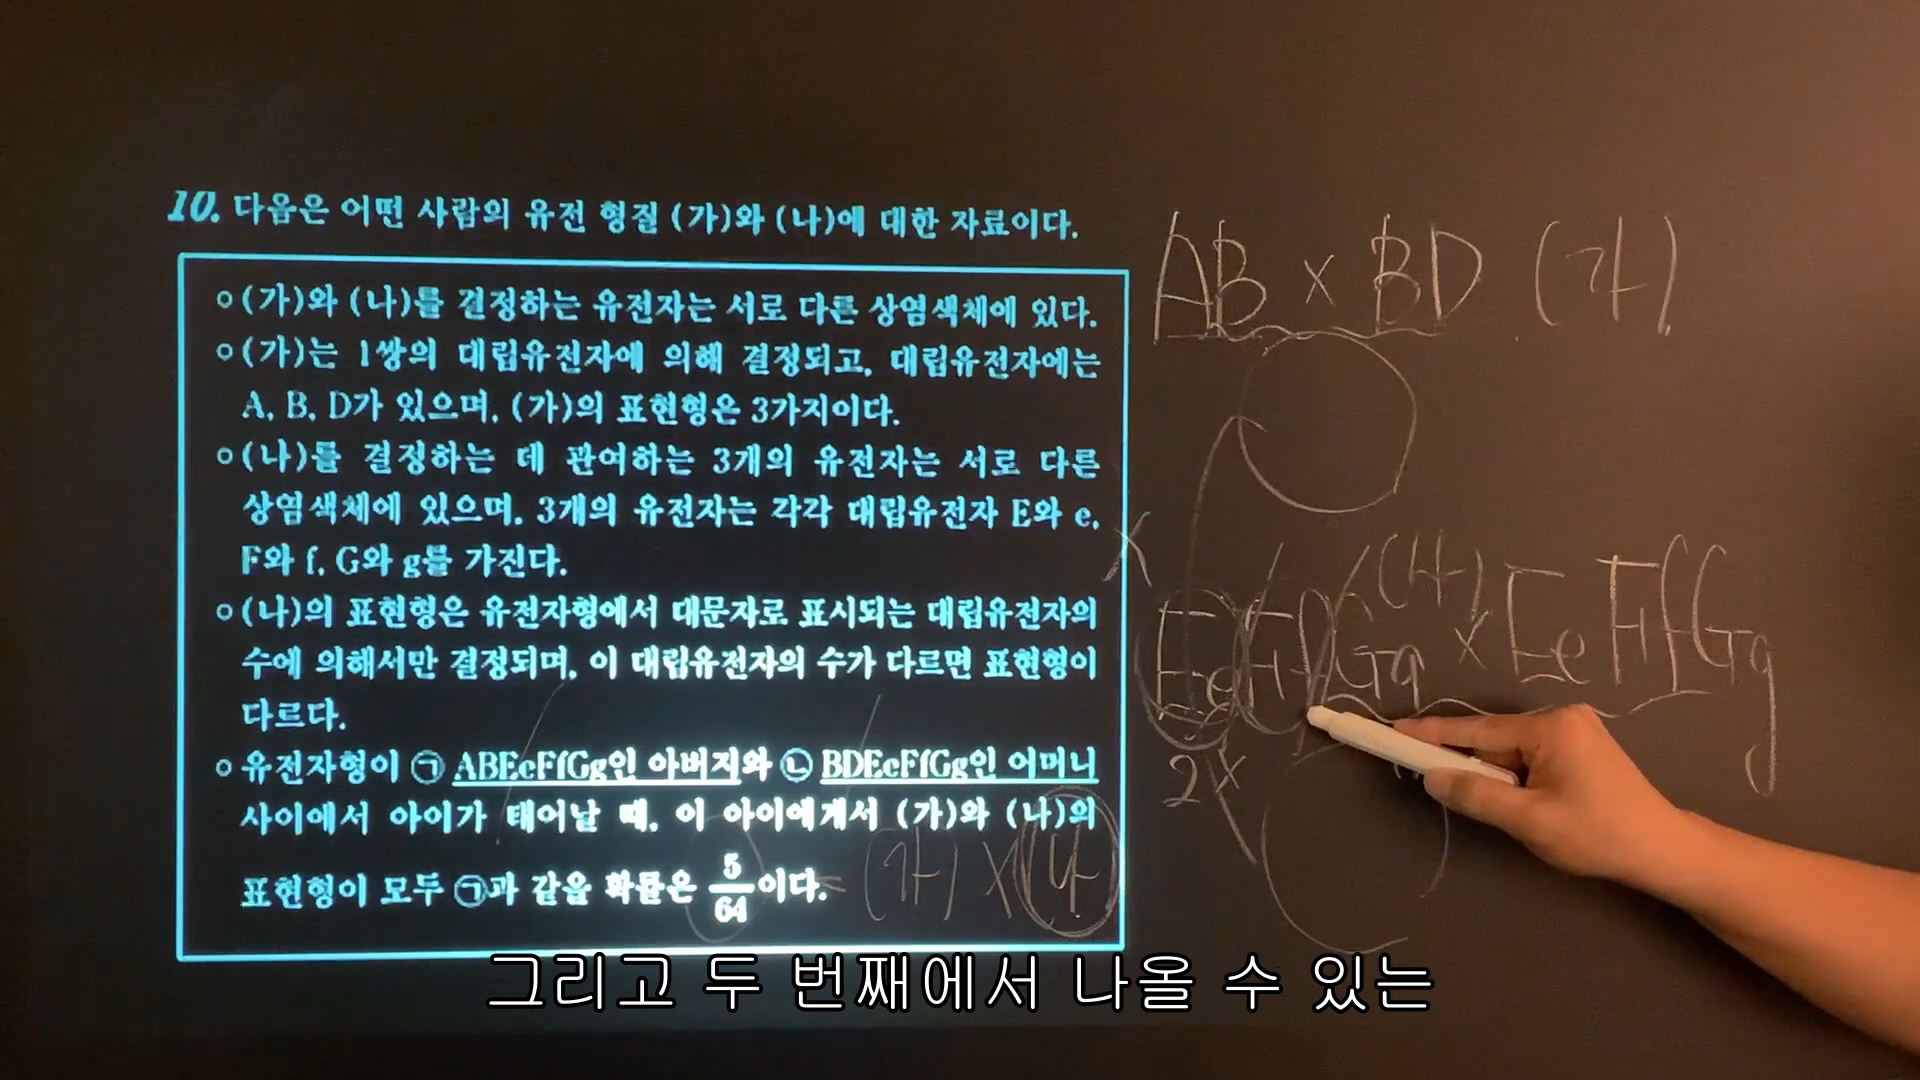 10. 다음은 어떤 사람의 유전 형질 (가)와 (나)에 대한 자료이다.
○ (가)와 (나)를 결정하는 유전자는 서로 다른 상염색체에 있다.
○ (가)는 1쌍의 대립유전자에 의해 결정되고, 대립유전자에는
A, B, D가 있으며, (가)의 표현형은 3가지이다.
○ (나)를 결정하는 데 관여하는 3개의 유전자는 서로 다른
상염색체에 있으며, 3개의 유전자는 각각 대립유전자 E와 e,
F와 f, G와 g를 가진다.
○ (나)의 표현형은 유전자형에서 대문자로 표시되는 대립유전자의
수에 의해서만 결정되며, 이 대립유전자의 수가 다르면 표현형이
다르다.
○ 유전자형이 ㉠ ABEeFfGg인 아버지와 ㉡ BDEeFfGg인 어머니
사이에서 아이가 태어날 때, 이 아이에게서 (가)와 (나)의
표현형이 모두 ㉠과 같을 확률은 5/64이다.
= (가) × (나)
AB × BD (가)
(나)
EeFfGg × EeFfGg
2 ×
그리고 두 번째에서 나올 수 있는